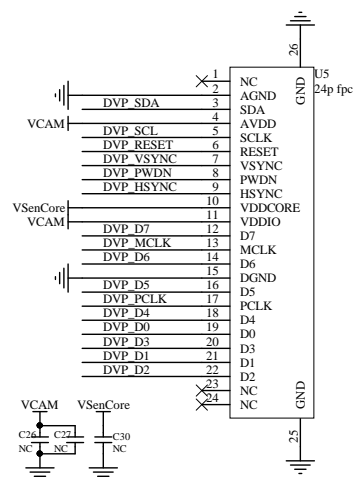 26
U5
24p fpc
GND
1 NC
2 AGND
DVP_SDA 3 SDA
VCAM 4 AVDD
DVP_SCL 5 SCLK
DVP_RESET 6 RESET
DVP_VSYNC 7 VSYNC
DVP_PWDN 8 PWDN
DVP_HSYNC 9 HSYNC
VSenCore 10 VDDCORE
VCAM 11 VDDIO
DVP_D7 12 D7
DVP_MCLK 13 MCLK
DVP_D6 14 D6
15 DGND
DVP_D5 16 D5
DVP_PCLK 17 PCLK
DVP_D4 18 D4
DVP_D0 19 D0
DVP_D3 20 D3
DVP_D1 21 D1
DVP_D2 22 D2
23 NC
24 NC
GND
25
VCAM VSenCore
C26 C27 C30
NC NC NC